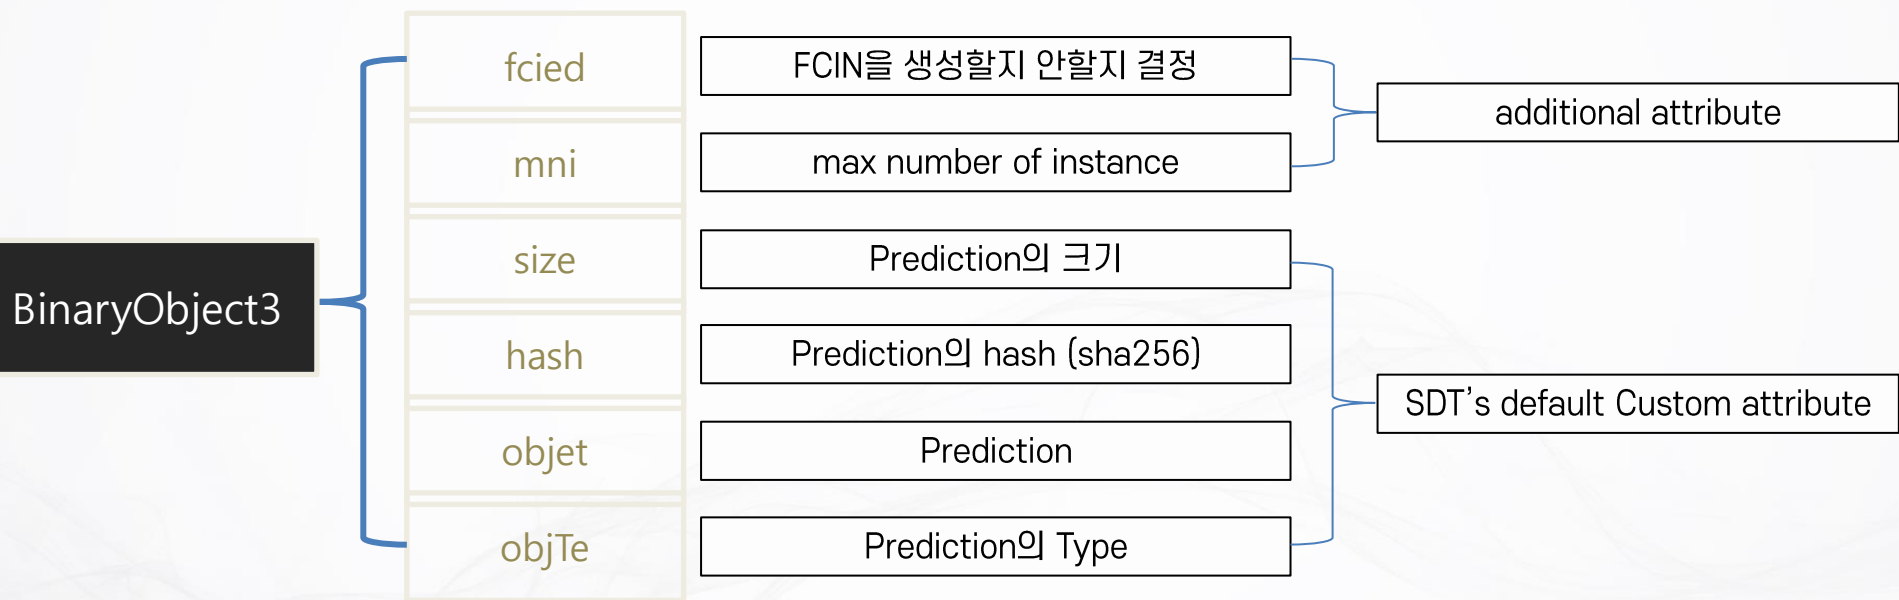 BinaryObject3
fcied
FCIN을 생성할지 안할지 결정
mni
max number of instance
additional attribute
size
Prediction의 크기
hash
Prediction의 hash (sha256)
objet
Prediction
objTe
Prediction의 Type
SDT's default Custom attribute